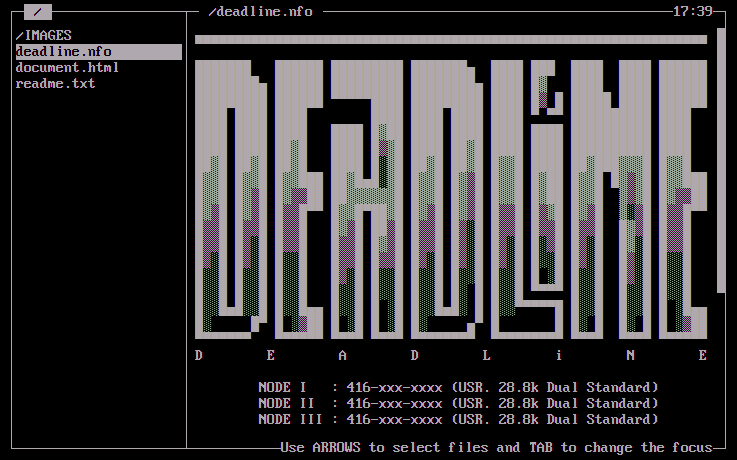 /
/deadline.nfo
17:39
/IMAGES
deadline.nfo
document.html
readme.txt
DEADLiNE
D E A D L i N E
NODE I : 416-xxx-xxxx (USR. 28.8k Dual Standard)
NODE II : 416-xxx-xxxx (USR. 28.8k Dual Standard)
NODE III : 416-xxx-xxxx (USR. 28.8k Dual Standard)
Use ARROWS to select files and TAB to change the focus